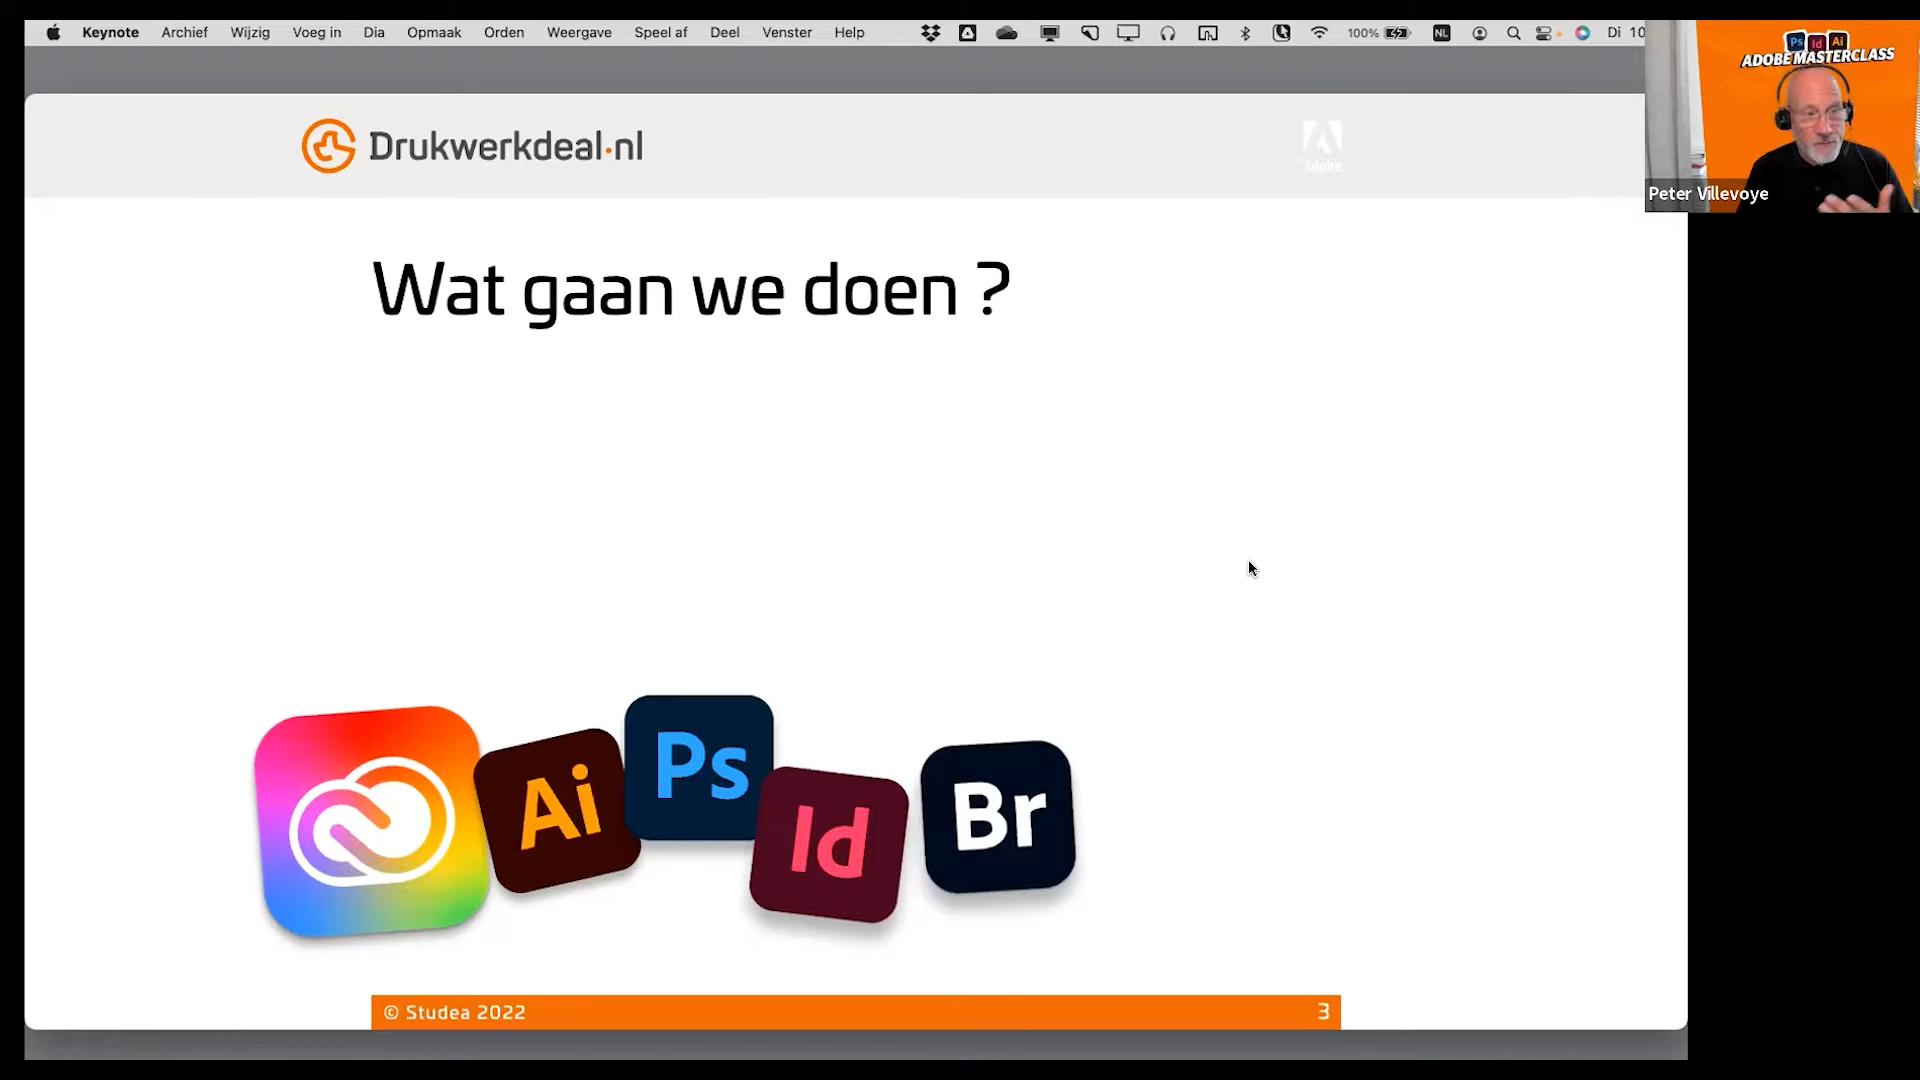 Keynote Archief Wijzig Voeg in Dia Opmaak Orden Weergave Speel af Deel Venster Help 100% NL Di 10
Ps Id Ai
ADOBE MASTERCLASS
Drukwerkdeal.nl
Adobe
Peter Villevoye
Wat gaan we doen ?
Ai Ps Id Br
© Studea 2022 3